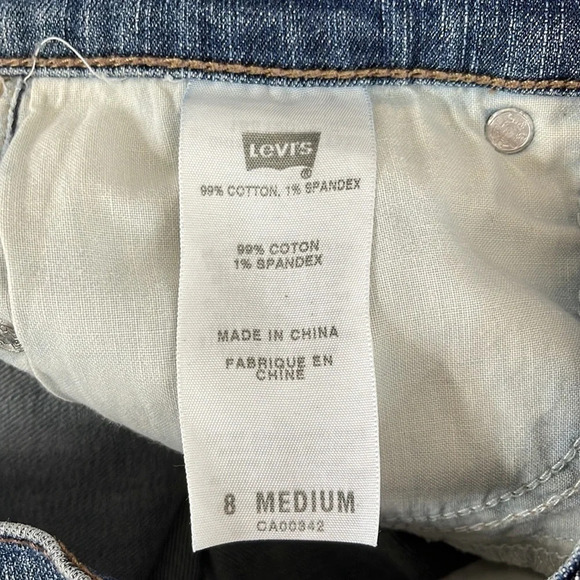 LEVI'S
®
99% COTTON, 1% SPANDEX
99% COTON
1% SPANDEX
MADE IN CHINA
FABRIQUE EN
CHINE
8 MEDIUM
CA00342